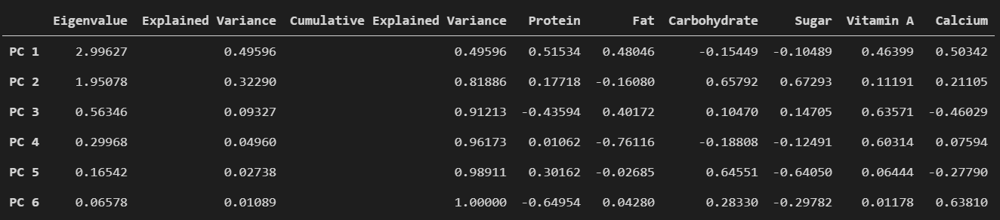 Eigenvalue Explained Variance Cumulative Explained Variance Protein Fat Carbohydrate Sugar Vitamin A Calcium
PC 1 2.99627 0.49596 0.49596 0.51534 0.48046 -0.15449 -0.10489 0.46399 0.50342
PC 2 1.95078 0.32290 0.81886 0.17718 -0.16080 0.65792 0.67293 0.11191 0.21105
PC 3 0.56346 0.09327 0.91213 -0.43594 0.40172 0.10470 0.14705 0.63571 -0.46029
PC 4 0.29968 0.04960 0.96173 0.01062 -0.76116 -0.18808 -0.12491 0.60314 0.07594
PC 5 0.16542 0.02738 0.98911 0.30162 -0.02685 0.64551 -0.64050 0.06444 -0.27790
PC 6 0.06578 0.01089 1.00000 -0.64954 0.04280 0.28330 -0.29782 0.01178 0.63810